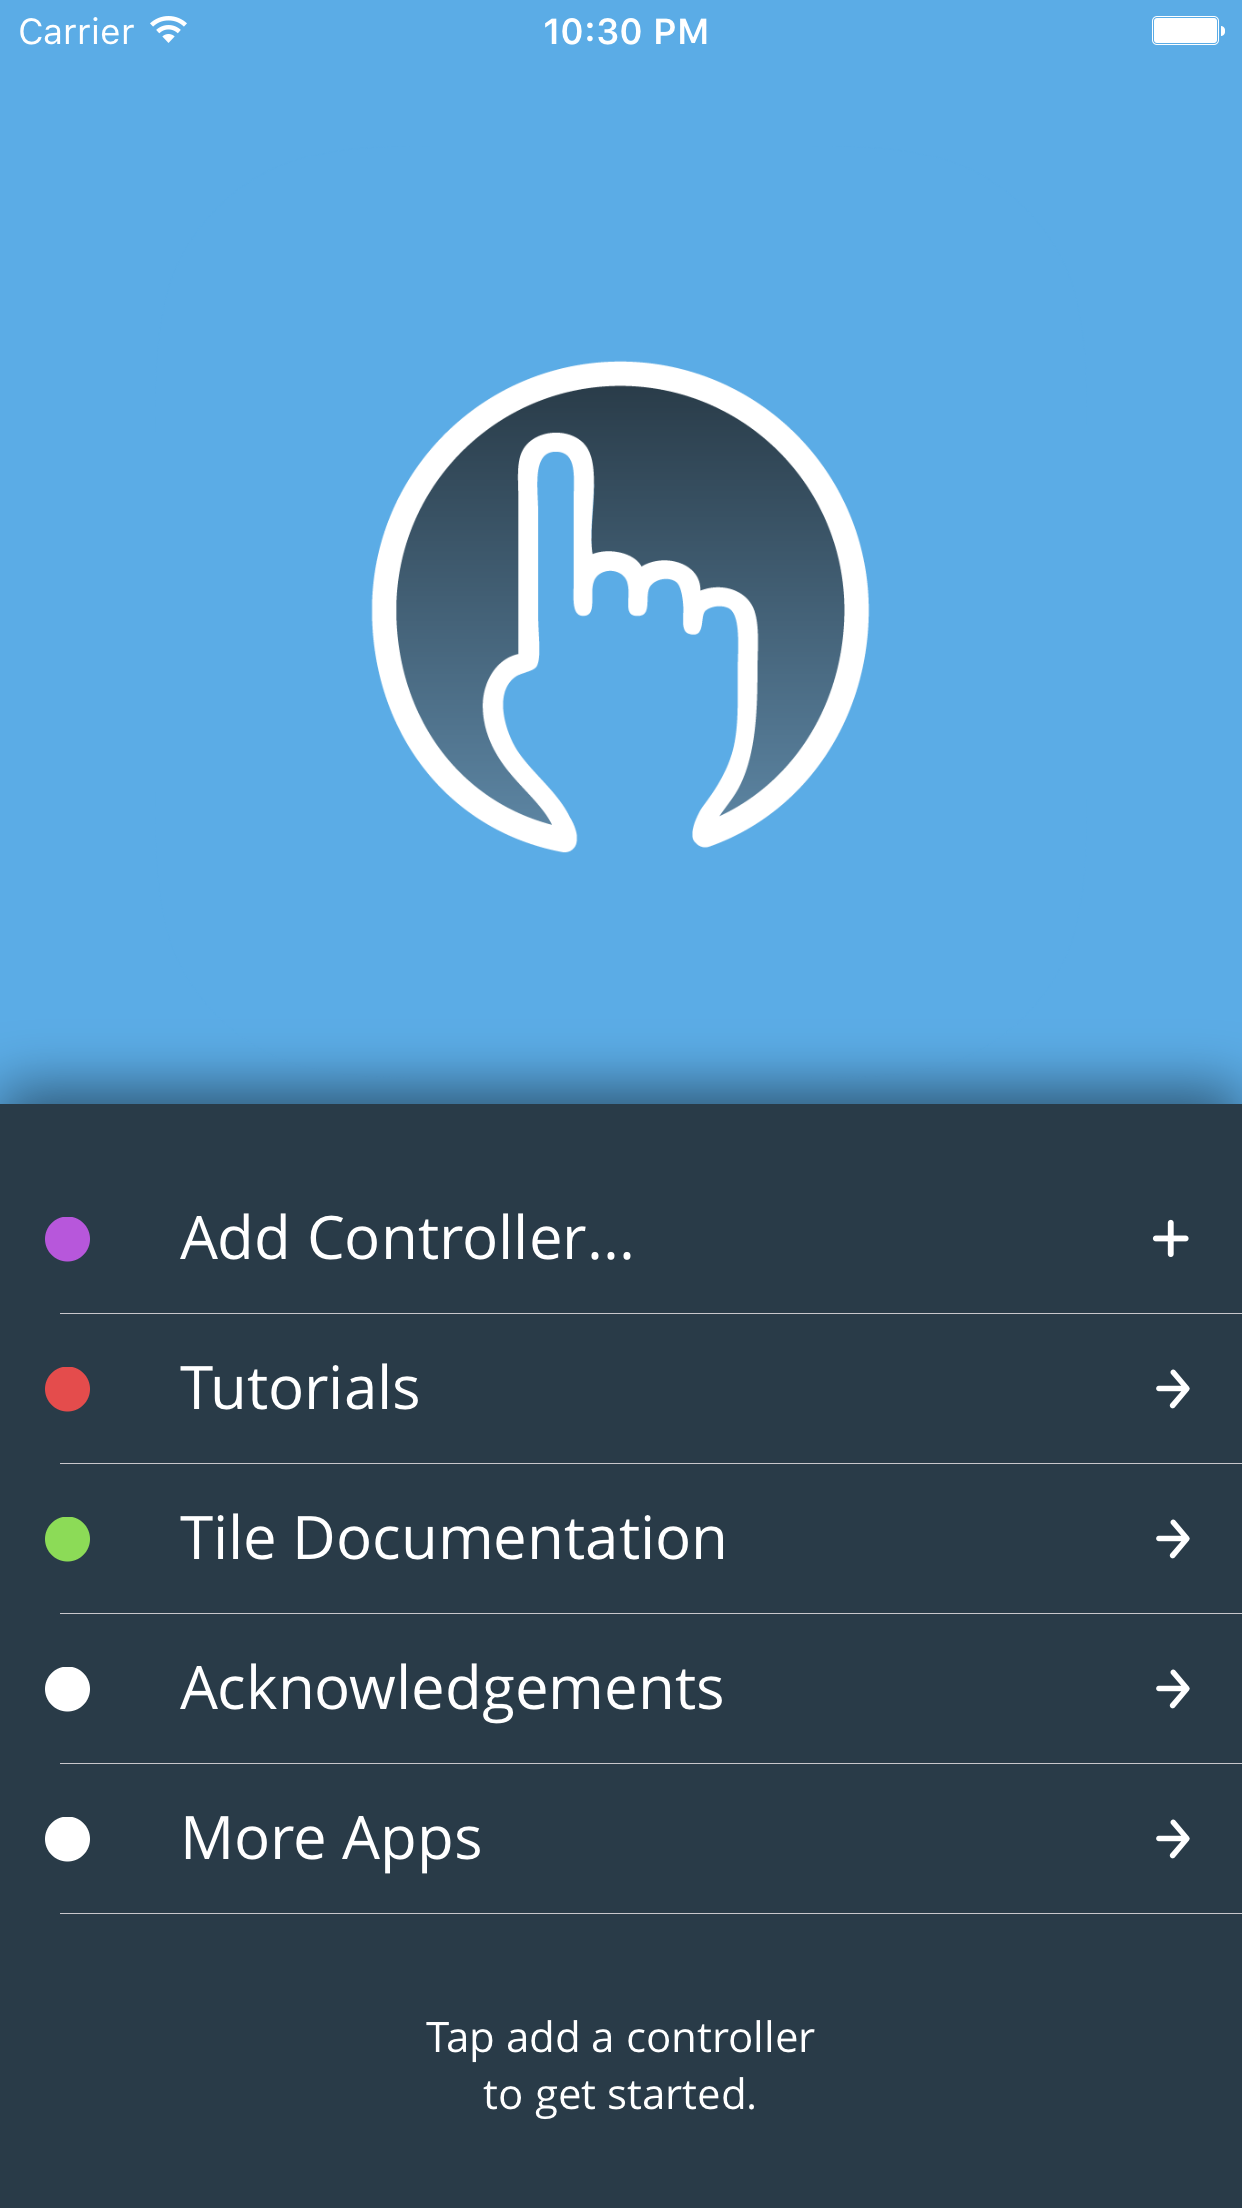 Carrier
10:30 PM
Add Controller...
Tutorials
Tile Documentation
Acknowledgements
More Apps
Tap add a controller
to get started.